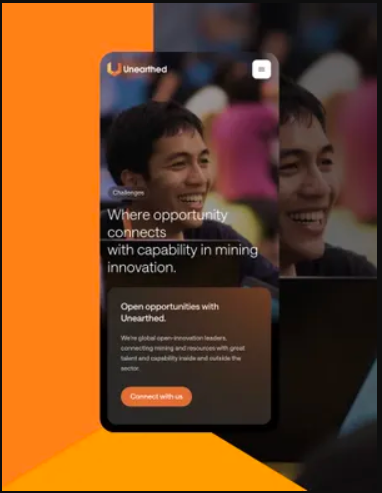 Unearthed
Challenges
Where opportunity
connects
with capability in mining
innovation.
Open opportunities with
Unearthed.
We're global open-innovation leaders,
connecting mining and resources with great
talent and capability inside and outside the
sector.
Connect with us